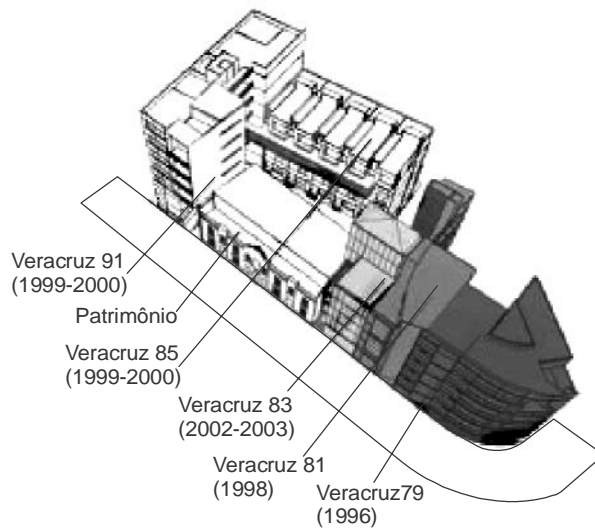 Veracruz 91
(1999-2000)
Patrimônio
Veracruz 85
(1999-2000)
Veracruz 83
(2002-2003)
Veracruz 81
(1998)
Veracruz79
(1996)